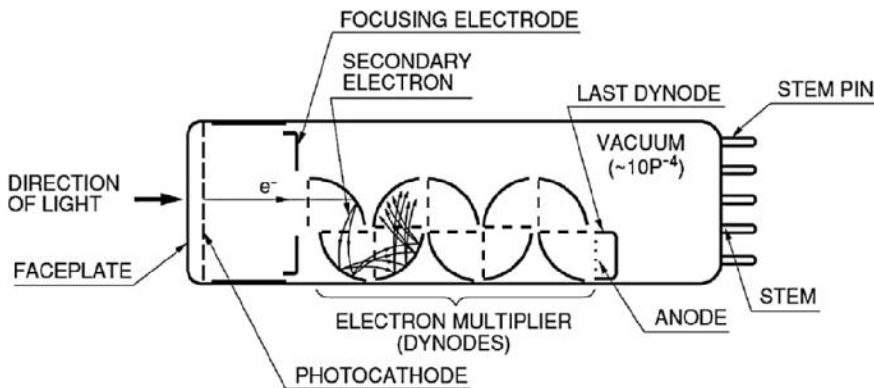 FOCUSING ELECTRODE
SECONDARY
ELECTRON
LAST DYNODE
STEM PIN
VACUUM
(~10P⁻⁴)
DIRECTION
OF LIGHT
e⁻
FACEPLATE
ELECTRON MULTIPLIER
(DYNODES)
ANODE
STEM
PHOTOCATHODE